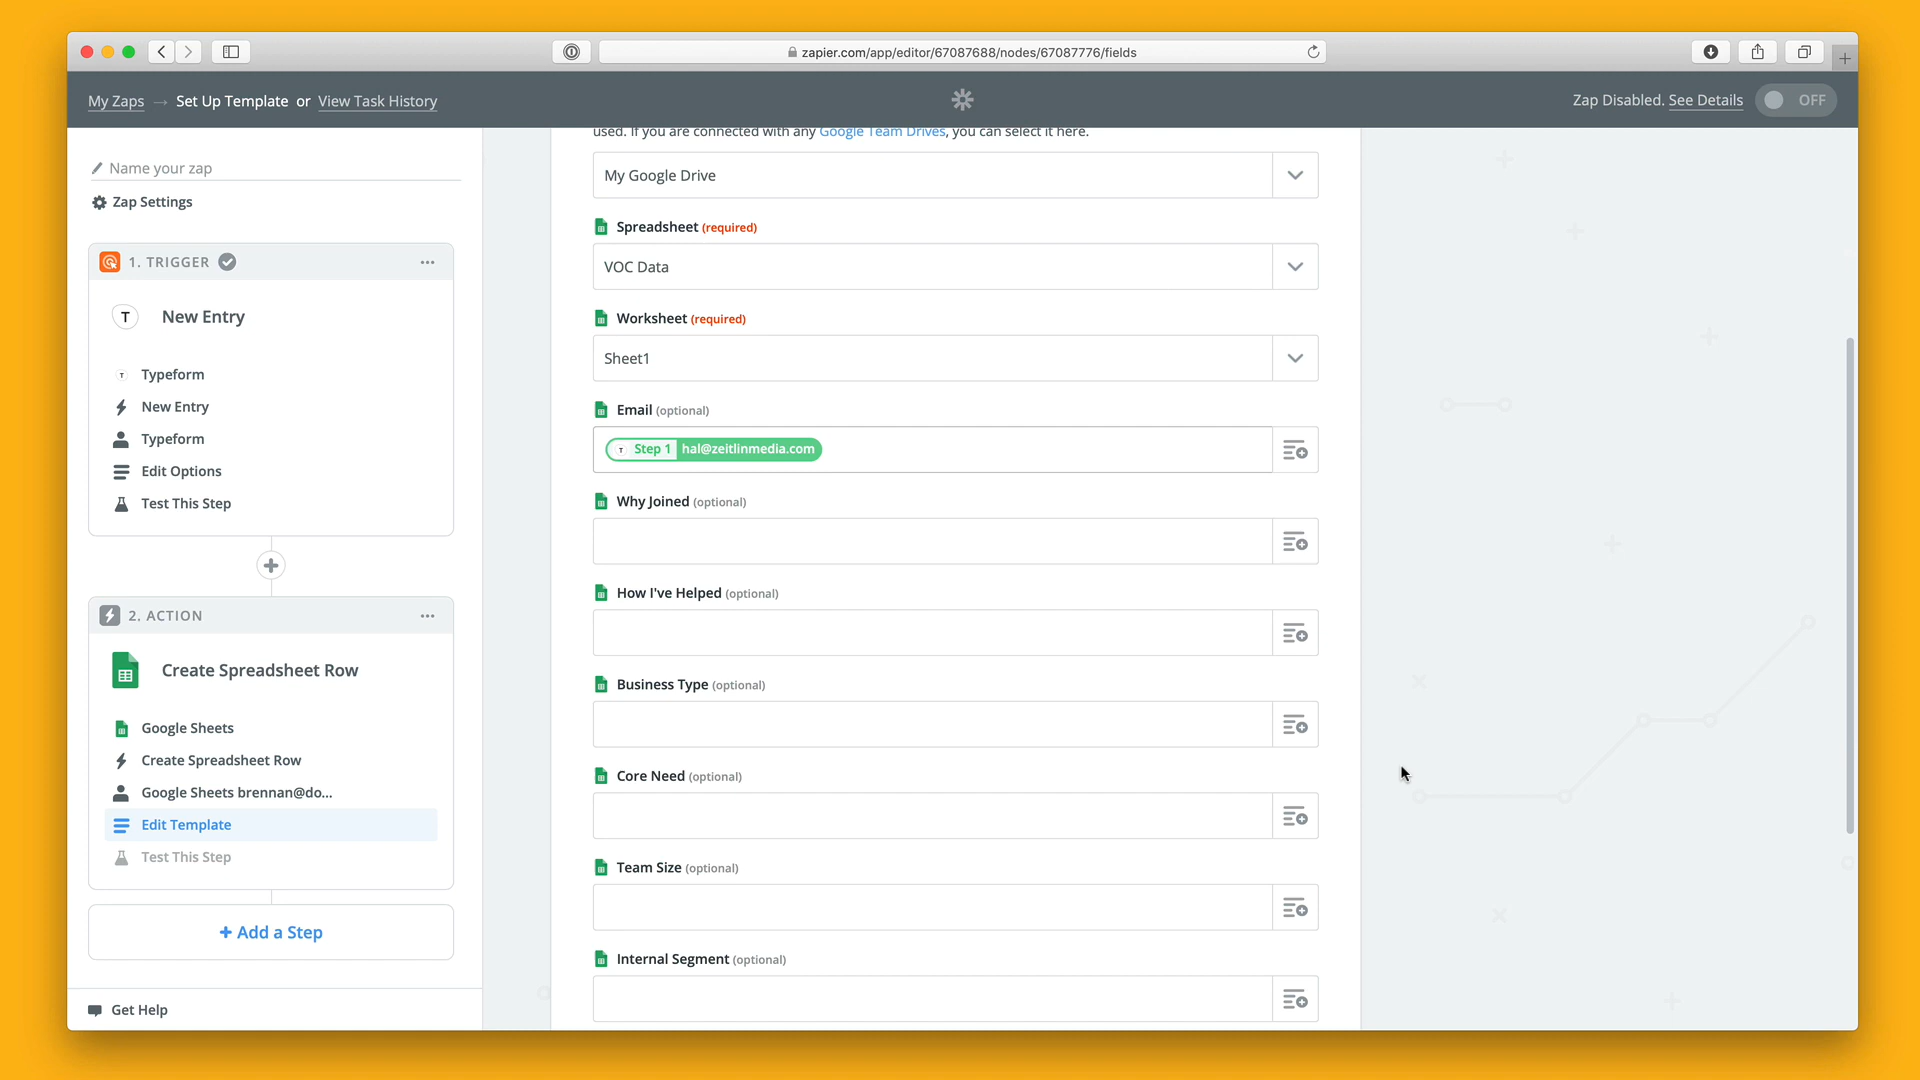 zapier.com/app/editor/67087688/nodes/67087776/fields
My Zaps → Set Up Template or View Task History
Zap Disabled. See Details
OFF
Name your zap
Zap Settings
1. TRIGGER
T New Entry
Typeform
New Entry
Typeform
Edit Options
Test This Step
2. ACTION
Create Spreadsheet Row
Google Sheets
Create Spreadsheet Row
Google Sheets brennan@do...
Edit Template
Test This Step
+ Add a Step
Get Help
used. If you are connected with any Google Team Drives, you can select it here.
My Google Drive
Spreadsheet (required)
VOC Data
Worksheet (required)
Sheet1
Email (optional)
T Step 1 hal@zeitlinmedia.com
Why Joined (optional)
How I've Helped (optional)
Business Type (optional)
Core Need (optional)
Team Size (optional)
Internal Segment (optional)